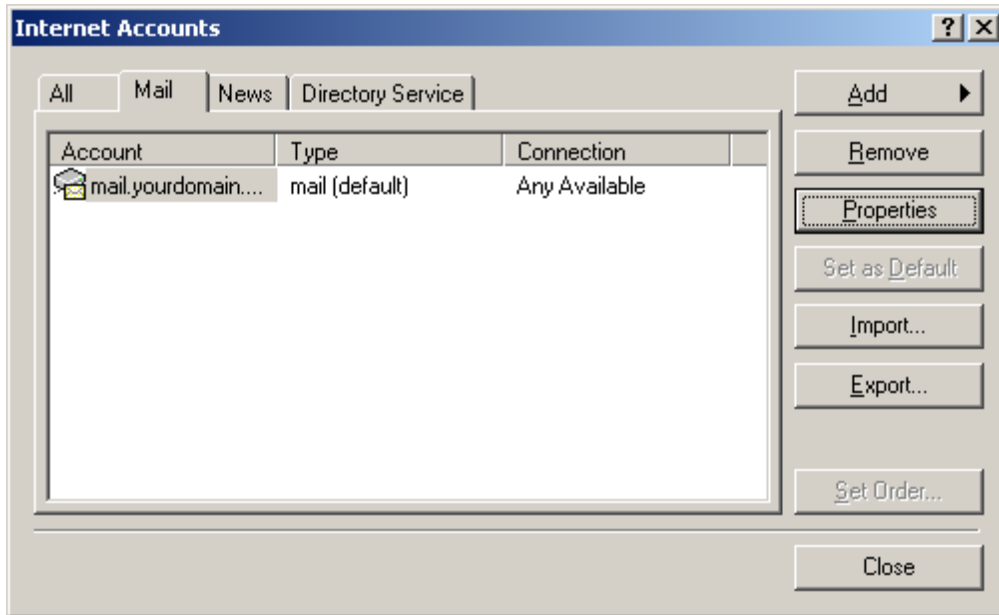 Internet Accounts
All Mail News Directory Service
Add
Account Type Connection
Remove
mail.yourdomain.... mail (default) Any Available
Properties
Set as Default
Import...
Export...
Set Order...
Close